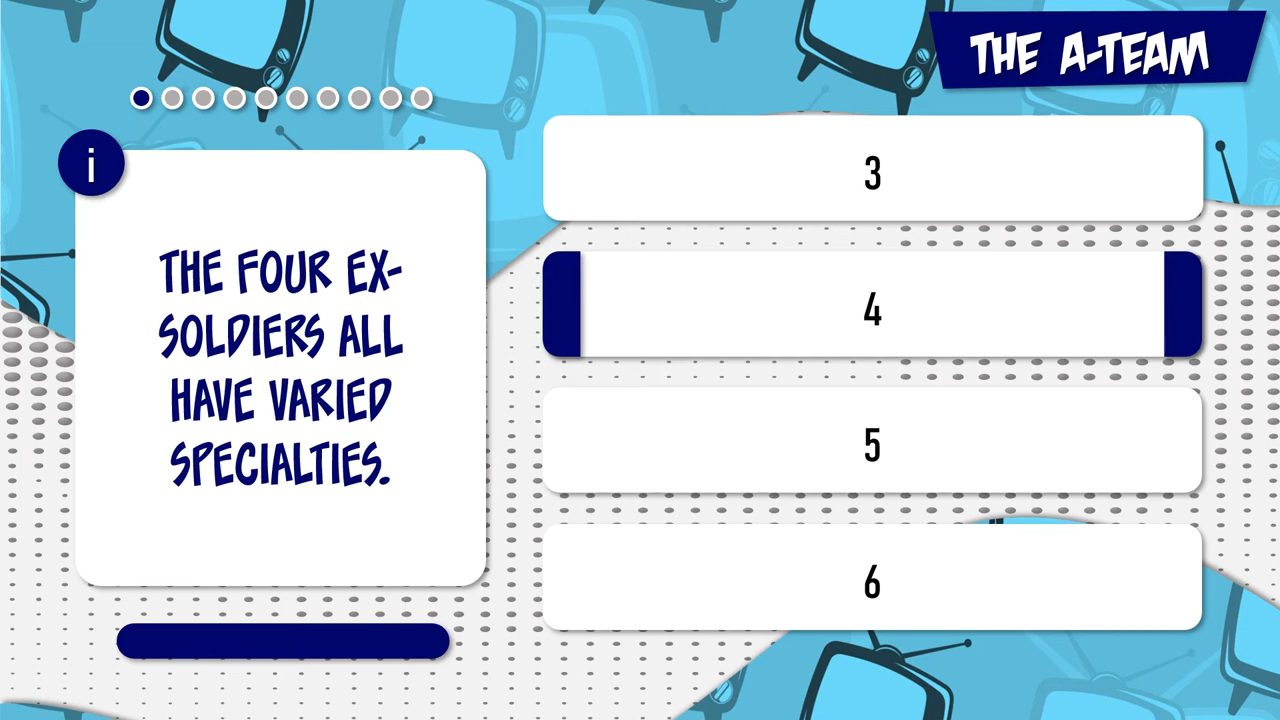 THE A-TEAM
i
THE FOUR EX-
SOLDIERS ALL
HAVE VARIED
SPECIALTIES.
3
4
5
6